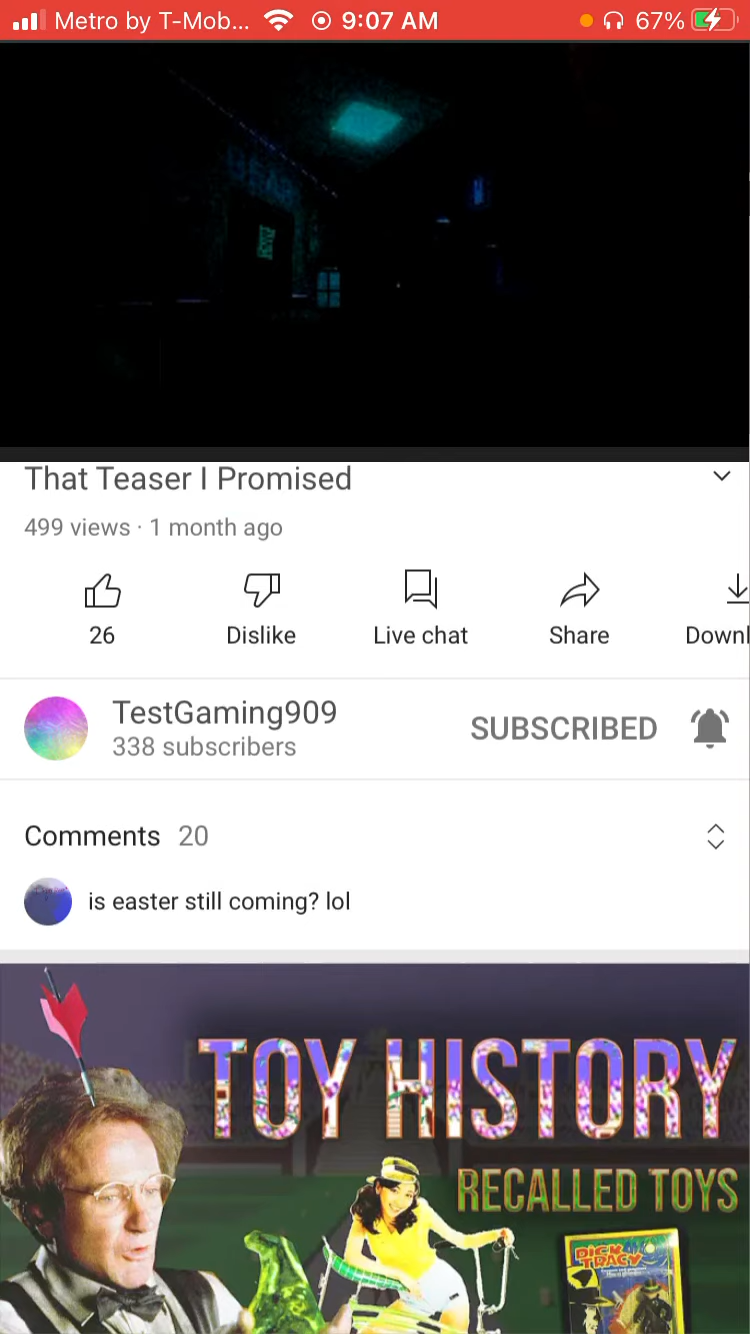 Metro by T-Mob... 9:07 AM 67%
That Teaser I Promised
499 views · 1 month ago
26 Dislike Live chat Share Downl
TestGaming909 SUBSCRIBED
338 subscribers
Comments 20
is easter still coming? lol
TOY HISTORY
RECALLED TOYS
DICK
TRACY